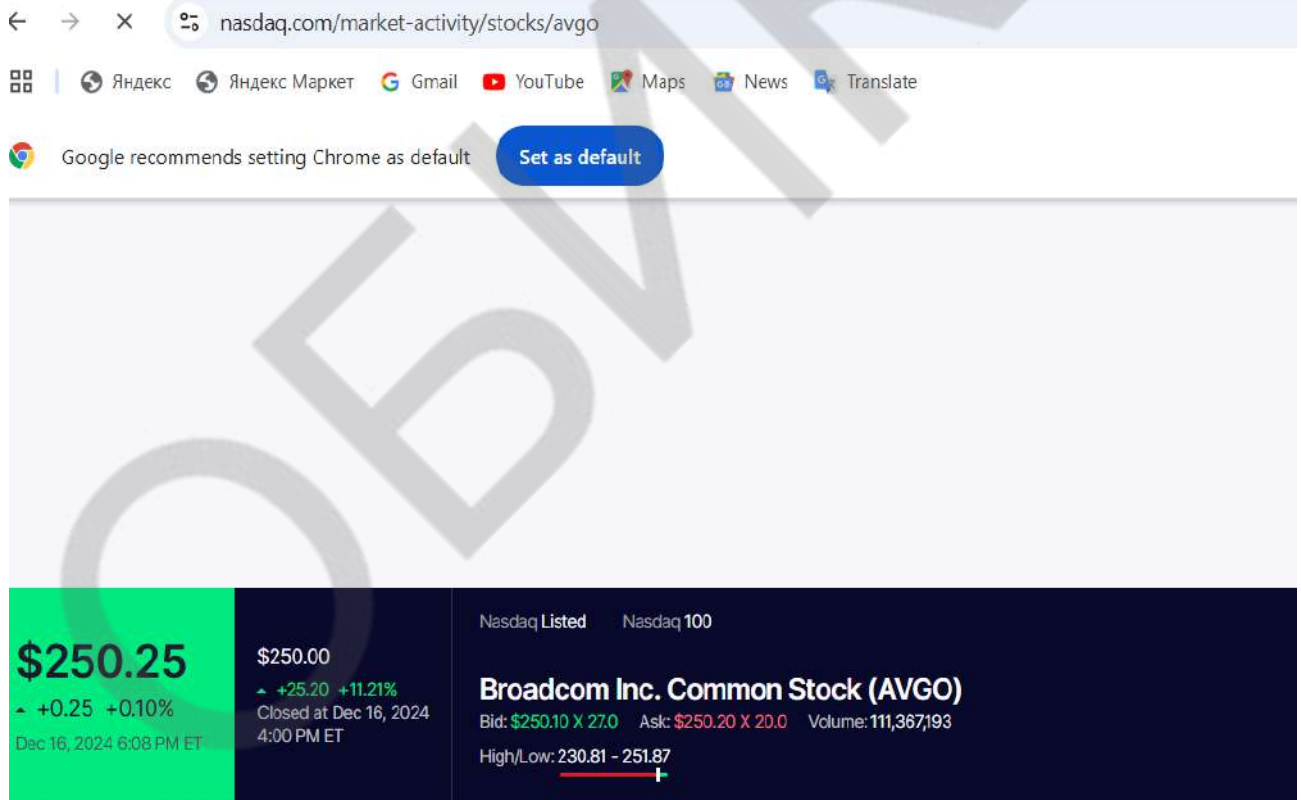 nasdaq.com/market-activity/stocks/avgo
Яндекс Яндекс Маркет Gmail YouTube Maps News Translate
Google recommends setting Chrome as default Set as default
Nasdaq Listed Nasdaq 100
$250.25
+0.25 +0.10%
Dec 16, 2024 6:08 PM ET
$250.00
+25.20 +11.21%
Closed at Dec 16, 2024
4:00 PM ET
Broadcom Inc. Common Stock (AVGO)
Bid: $250.10 X 27.0 Ask: $250.20 X 20.0 Volume: 111,367,193
High/Low: 230.81 - 251.87